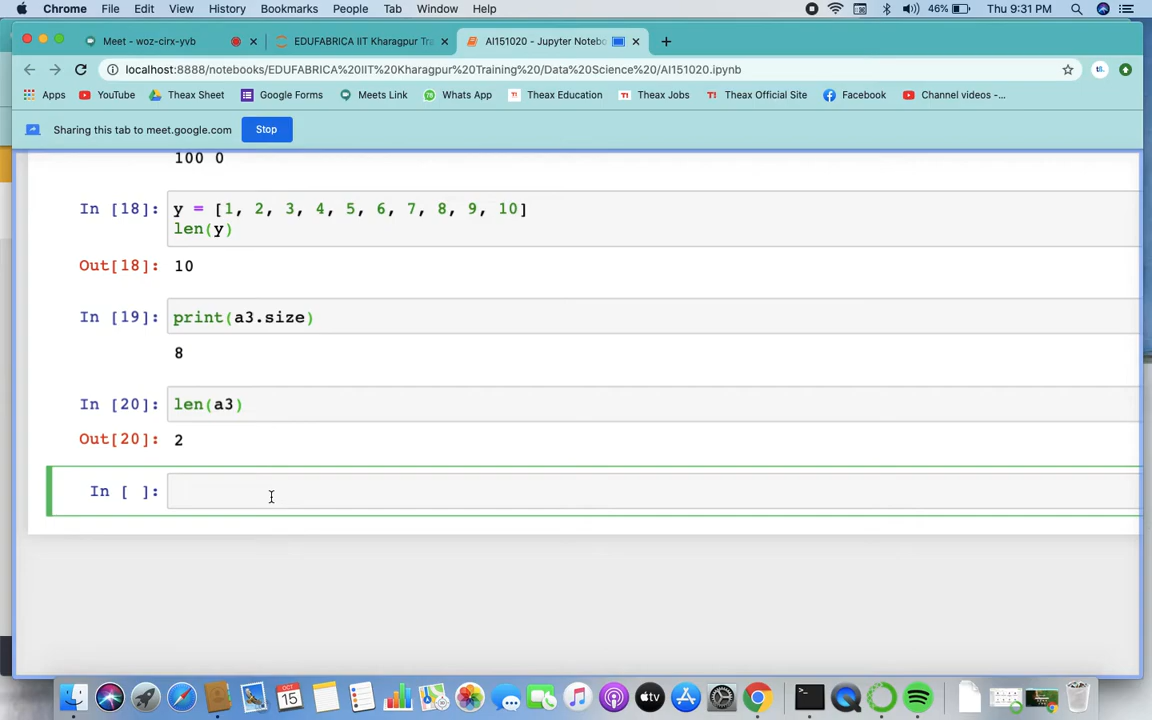 Chrome File Edit View History Bookmarks People Tab Window Help 46% Thu 9:31 PM
Meet - woz-cirx-yvb EDUFABRICA IIT Kharagpur Tra AI151020 - Jupyter Notebo
localhost:8888/notebooks/EDUFABRICA%20IIT%20Kharagpur%20Training%20/Data%20Science%20/AI151020.ipynb
Apps YouTube Theax Sheet Google Forms Meets Link Whats App Theax Education Theax Jobs Theax Official Site Facebook Channel videos -...
Sharing this tab to meet.google.com Stop
100 0
In [18]: y = [1, 2, 3, 4, 5, 6, 7, 8, 9, 10]
len(y)
Out[18]: 10
In [19]: print(a3.size)
8
In [20]: len(a3)
Out[20]: 2
In [ ]:
OCT
15